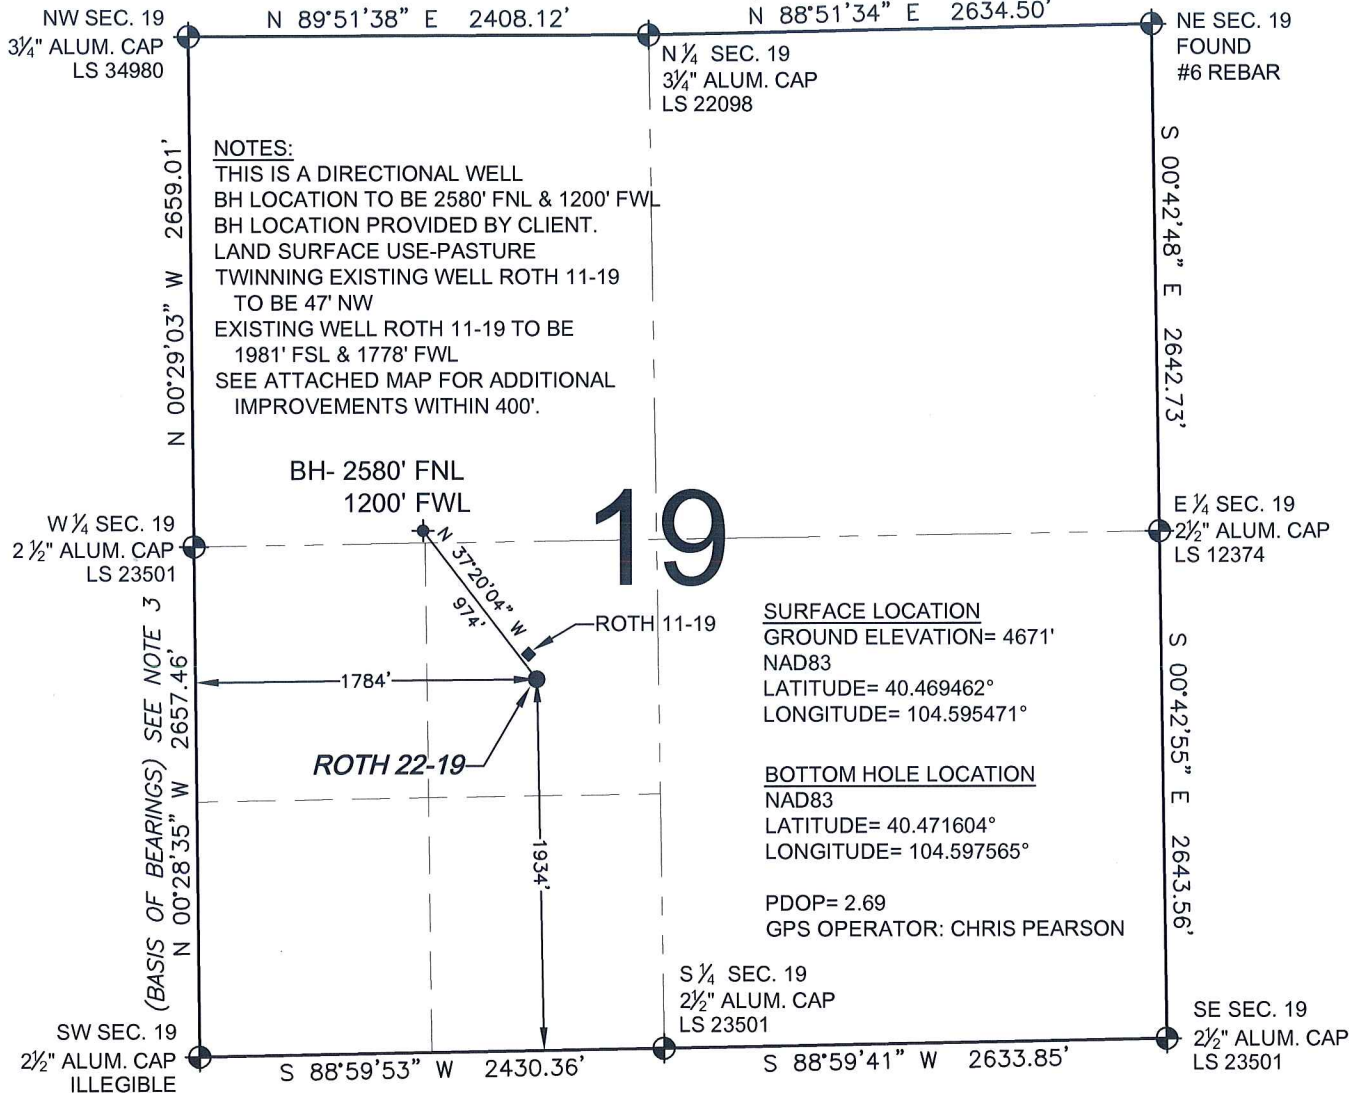 NW SEC. 19
3¼" ALUM. CAP
LS 34980
N 89°51'38" E 2408.12'
N 88°51'34" E 2634.50'
NE SEC. 19
FOUND
#6 REBAR
N ¼ SEC. 19
3¼" ALUM. CAP
LS 22098
N 00°29'03" W 2659.01'
S 00°42'48" E 2642.73'
NOTES:
THIS IS A DIRECTIONAL WELL
BH LOCATION TO BE 2580' FNL & 1200' FWL
BH LOCATION PROVIDED BY CLIENT.
LAND SURFACE USE-PASTURE
TWINNING EXISTING WELL ROTH 11-19
TO BE 47' NW
EXISTING WELL ROTH 11-19 TO BE
1981' FSL & 1778' FWL
SEE ATTACHED MAP FOR ADDITIONAL
IMPROVEMENTS WITHIN 400'.
BH- 2580' FNL
1200' FWL
19
W ¼ SEC. 19
2 ½" ALUM. CAP
LS 23501
E ¼ SEC. 19
2½" ALUM. CAP
LS 12374
N 37°20'04" W
974'
ROTH 11-19
1784'
ROTH 22-19
1934'
SURFACE LOCATION
GROUND ELEVATION= 4671'
NAD83
LATITUDE= 40.469462°
LONGITUDE= 104.595471°
BOTTOM HOLE LOCATION
NAD83
LATITUDE= 40.471604°
LONGITUDE= 104.597565°
PDOP= 2.69
GPS OPERATOR: CHRIS PEARSON
(BASIS OF BEARINGS) SEE NOTE 3
N 00°28'35" W 2657.46'
S 00°42'55" E 2643.56'
SW SEC. 19
2½" ALUM. CAP
ILLEGIBLE
S 88°59'53" W 2430.36'
S ¼ SEC. 19
2½" ALUM. CAP
LS 23501
S 88°59'41" W 2633.85'
SE SEC. 19
2½" ALUM. CAP
LS 23501